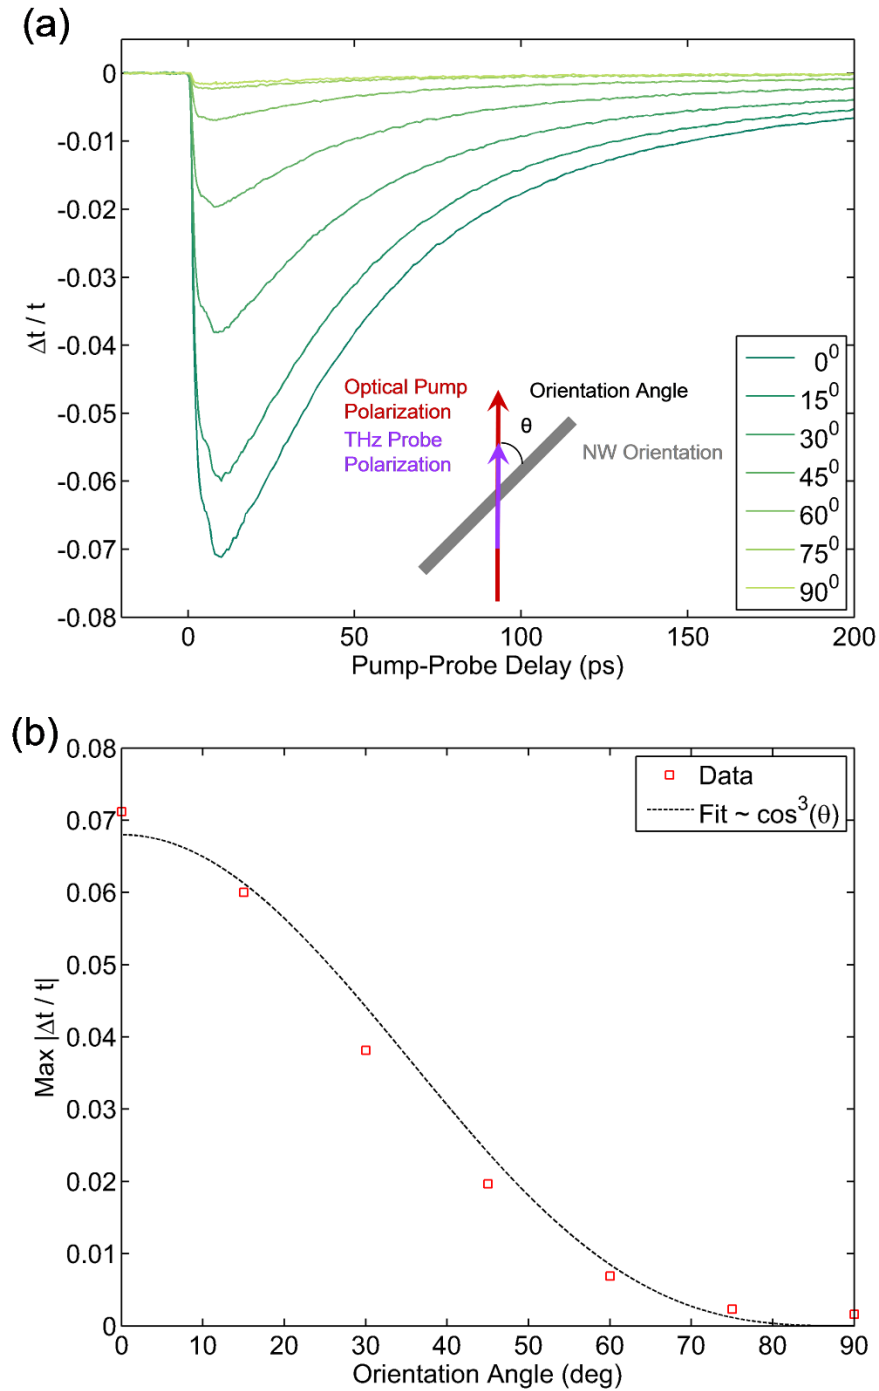 (a)
0
-0.01
-0.02
-0.03
-0.04
-0.05
-0.06
-0.07
-0.08
Δt / t
0
50
100
150
200
Pump-Probe Delay (ps)
Optical Pump
Polarization
THz Probe
Polarization
Orientation Angle
θ
NW Orientation
0⁰
15⁰
30⁰
45⁰
60⁰
75⁰
90⁰
(b)
0.08
0.07
0.06
0.05
0.04
0.03
0.02
0.01
0
Max |Δt / t|
Data
Fit ~ cos³(θ)
0
10
20
30
40
50
60
70
80
90
Orientation Angle (deg)